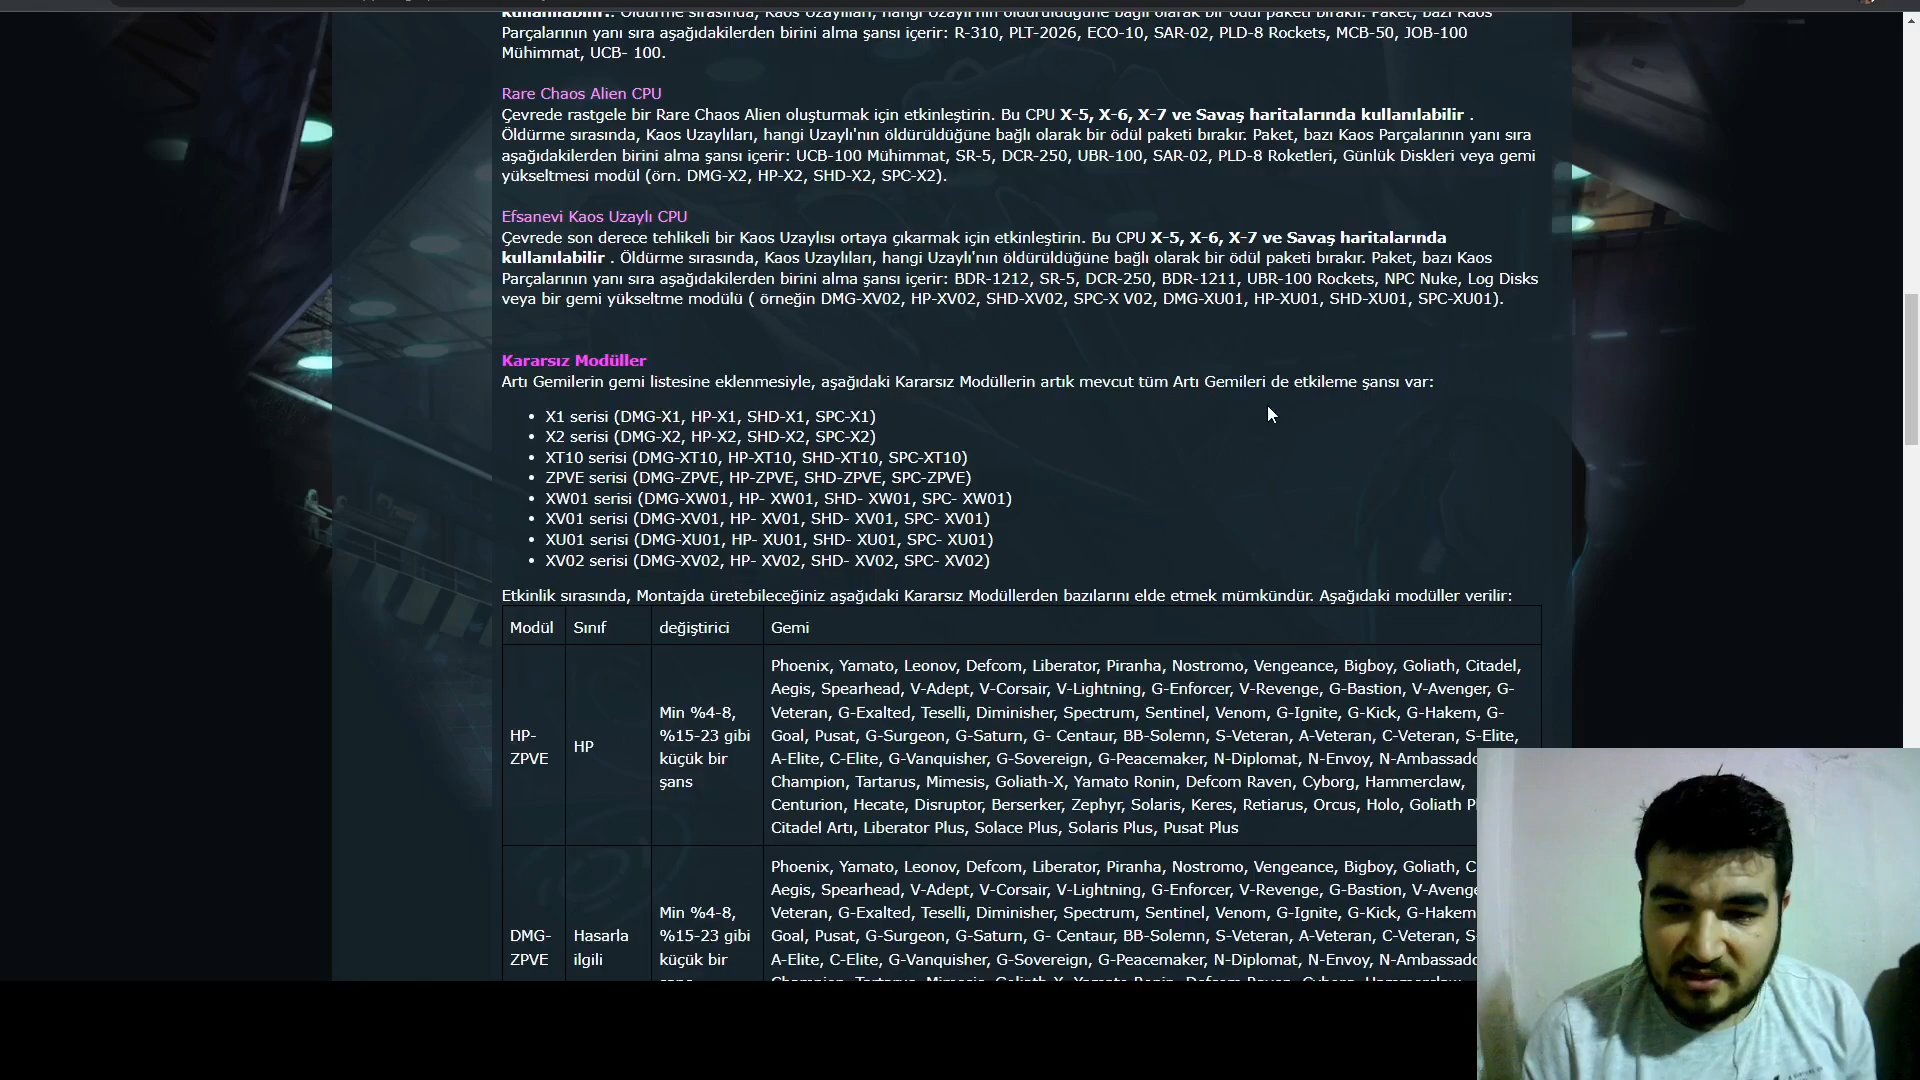 Parçalarının yanı sıra aşağıdakilerden birini alma şansı içerir: R-310, PLT-2026, ECO-10, SAR-02, PLD-8 Rockets, MCB-50, JOB-100
Mühimmat, UCB- 100.
Rare Chaos Alien CPU
Çevrede rastgele bir Rare Chaos Alien oluşturmak için etkinleştirin. Bu CPU X-5, X-6, X-7 ve Savaş haritalarında kullanılabilir .
Öldürme sırasında, Kaos Uzaylıları, hangi Uzaylı'nın öldürüldüğüne bağlı olarak bir ödül paketi bırakır. Paket, bazı Kaos Parçalarının yanı sıra
aşağıdakilerden birini alma şansı içerir: UCB-100 Mühimmat, SR-5, DCR-250, UBR-100, SAR-02, PLD-8 Roketleri, Günlük Diskleri veya gemi
yükseltmesi modül (örn. DMG-X2, HP-X2, SHD-X2, SPC-X2).
Efsanevi Kaos Uzaylı CPU
Çevrede son derece tehlikeli bir Kaos Uzaylısı ortaya çıkarmak için etkinleştirin. Bu CPU X-5, X-6, X-7 ve Savaş haritalarında
kullanılabilir . Öldürme sırasında, Kaos Uzaylıları, hangi Uzaylı'nın öldürüldüğüne bağlı olarak bir ödül paketi bırakır. Paket, bazı Kaos
Parçalarının yanı sıra aşağıdakilerden birini alma şansı içerir: BDR-1212, SR-5, DCR-250, BDR-1211, UBR-100 Rockets, NPC Nuke, Log Disks
veya bir gemi yükseltme modülü ( örneğin DMG-XV02, HP-XV02, SHD-XV02, SPC-X V02, DMG-XU01, HP-XU01, SHD-XU01, SPC-XU01).
Kararsız Modüller
Artı Gemilerin gemi listesine eklenmesiyle, aşağıdaki Kararsız Modüllerin artık mevcut tüm Artı Gemileri de etkileme şansı var:
• X1 serisi (DMG-X1, HP-X1, SHD-X1, SPC-X1)
• X2 serisi (DMG-X2, HP-X2, SHD-X2, SPC-X2)
• XT10 serisi (DMG-XT10, HP-XT10, SHD-XT10, SPC-XT10)
• ZPVE serisi (DMG-ZPVE, HP-ZPVE, SHD-ZPVE, SPC-ZPVE)
• XW01 serisi (DMG-XW01, HP- XW01, SHD- XW01, SPC- XW01)
• XV01 serisi (DMG-XV01, HP- XV01, SHD- XV01, SPC- XV01)
• XU01 serisi (DMG-XU01, HP- XU01, SHD- XU01, SPC- XU01)
• XV02 serisi (DMG-XV02, HP- XV02, SHD- XV02, SPC- XV02)
Etkinlik sırasında, Montajda üretebileceğiniz aşağıdaki Kararsız Modüllerden bazılarını elde etmek mümkündür. Aşağıdaki modüller verilir:
Modül Sınıf değiştirici Gemi
HP-
ZPVE
HP
Min %4-8,
%15-23 gibi
küçük bir
şans
Phoenix, Yamato, Leonov, Defcom, Liberator, Piranha, Nostromo, Vengeance, Bigboy, Goliath, Citadel,
Aegis, Spearhead, V-Adept, V-Corsair, V-Lightning, G-Enforcer, V-Revenge, G-Bastion, V-Avenger, G-
Veteran, G-Exalted, Teselli, Diminisher, Spectrum, Sentinel, Venom, G-Ignite, G-Kick, G-Hakem, G-
Goal, Pusat, G-Surgeon, G-Saturn, G- Centaur, BB-Solemn, S-Veteran, A-Veteran, C-Veteran, S-Elite,
A-Elite, C-Elite, G-Vanquisher, G-Sovereign, G-Peacemaker, N-Diplomat, N-Envoy, N-Ambassado
Champion, Tartarus, Mimesis, Goliath-X, Yamato Ronin, Defcom Raven, Cyborg, Hammerclaw,
Centurion, Hecate, Disruptor, Berserker, Zephyr, Solaris, Keres, Retiarus, Orcus, Holo, Goliath
Citadel Artı, Liberator Plus, Solace Plus, Solaris Plus, Pusat Plus
DMG-
ZPVE
Hasarla
ilgili
Min %4-8,
%15-23 gibi
küçük bir
Phoenix, Yamato, Leonov, Defcom, Liberator, Piranha, Nostromo, Vengeance, Bigboy, Goliath,
Aegis, Spearhead, V-Adept, V-Corsair, V-Lightning, G-Enforcer, V-Revenge, G-Bastion, V-Avenge
Veteran, G-Exalted, Teselli, Diminisher, Spectrum, Sentinel, Venom, G-Ignite, G-Kick, G-Hakem
Goal, Pusat, G-Surgeon, G-Saturn, G- Centaur, BB-Solemn, S-Veteran, A-Veteran, C-Veteran, S-
A-Elite, C-Elite, G-Vanquisher, G-Sovereign, G-Peacemaker, N-Diplomat, N-Envoy, N-Ambassado